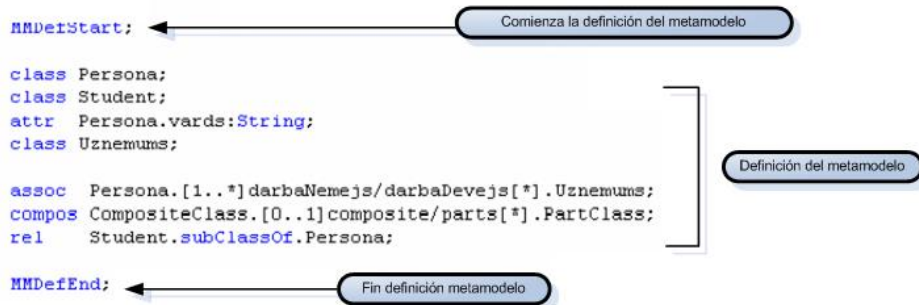 MMDefStart;
Comienza la definición del metamodelo
class Persona;
class Student;
attr Persona.vards:String;
class Uznemums;
Definición del metamodelo
assoc Persona.[1..*]darbaNemejs/darbaDevejs[*].Uznemums;
compos CompositeClass.[0..1]composite/parts[*].PartClass;
rel Student.subClassOf.Persona;
MMDefEnd;
Fin definición metamodelo